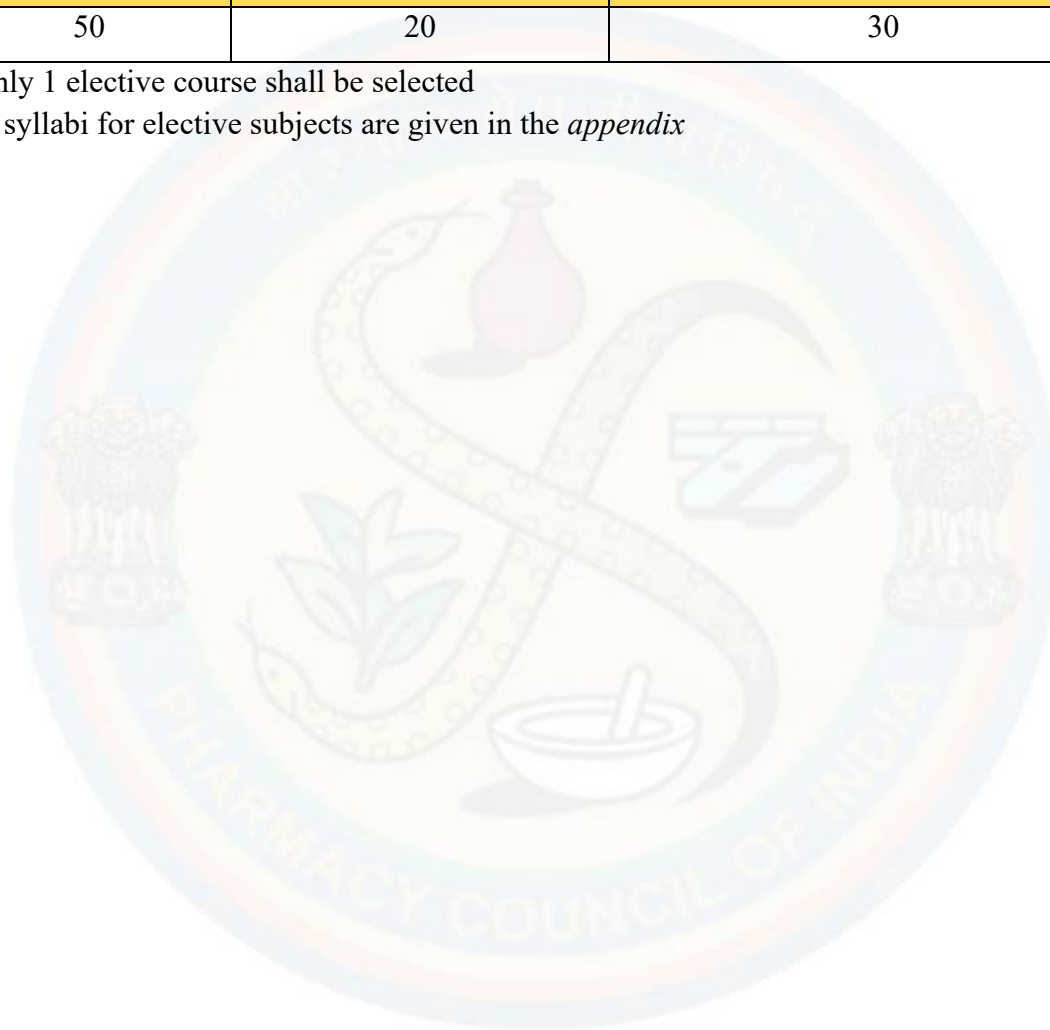 50 20 30
nly 1 elective course shall be selected
syllabi for elective subjects are given in the appendix
PHARMACY COUNCIL OF INDIA